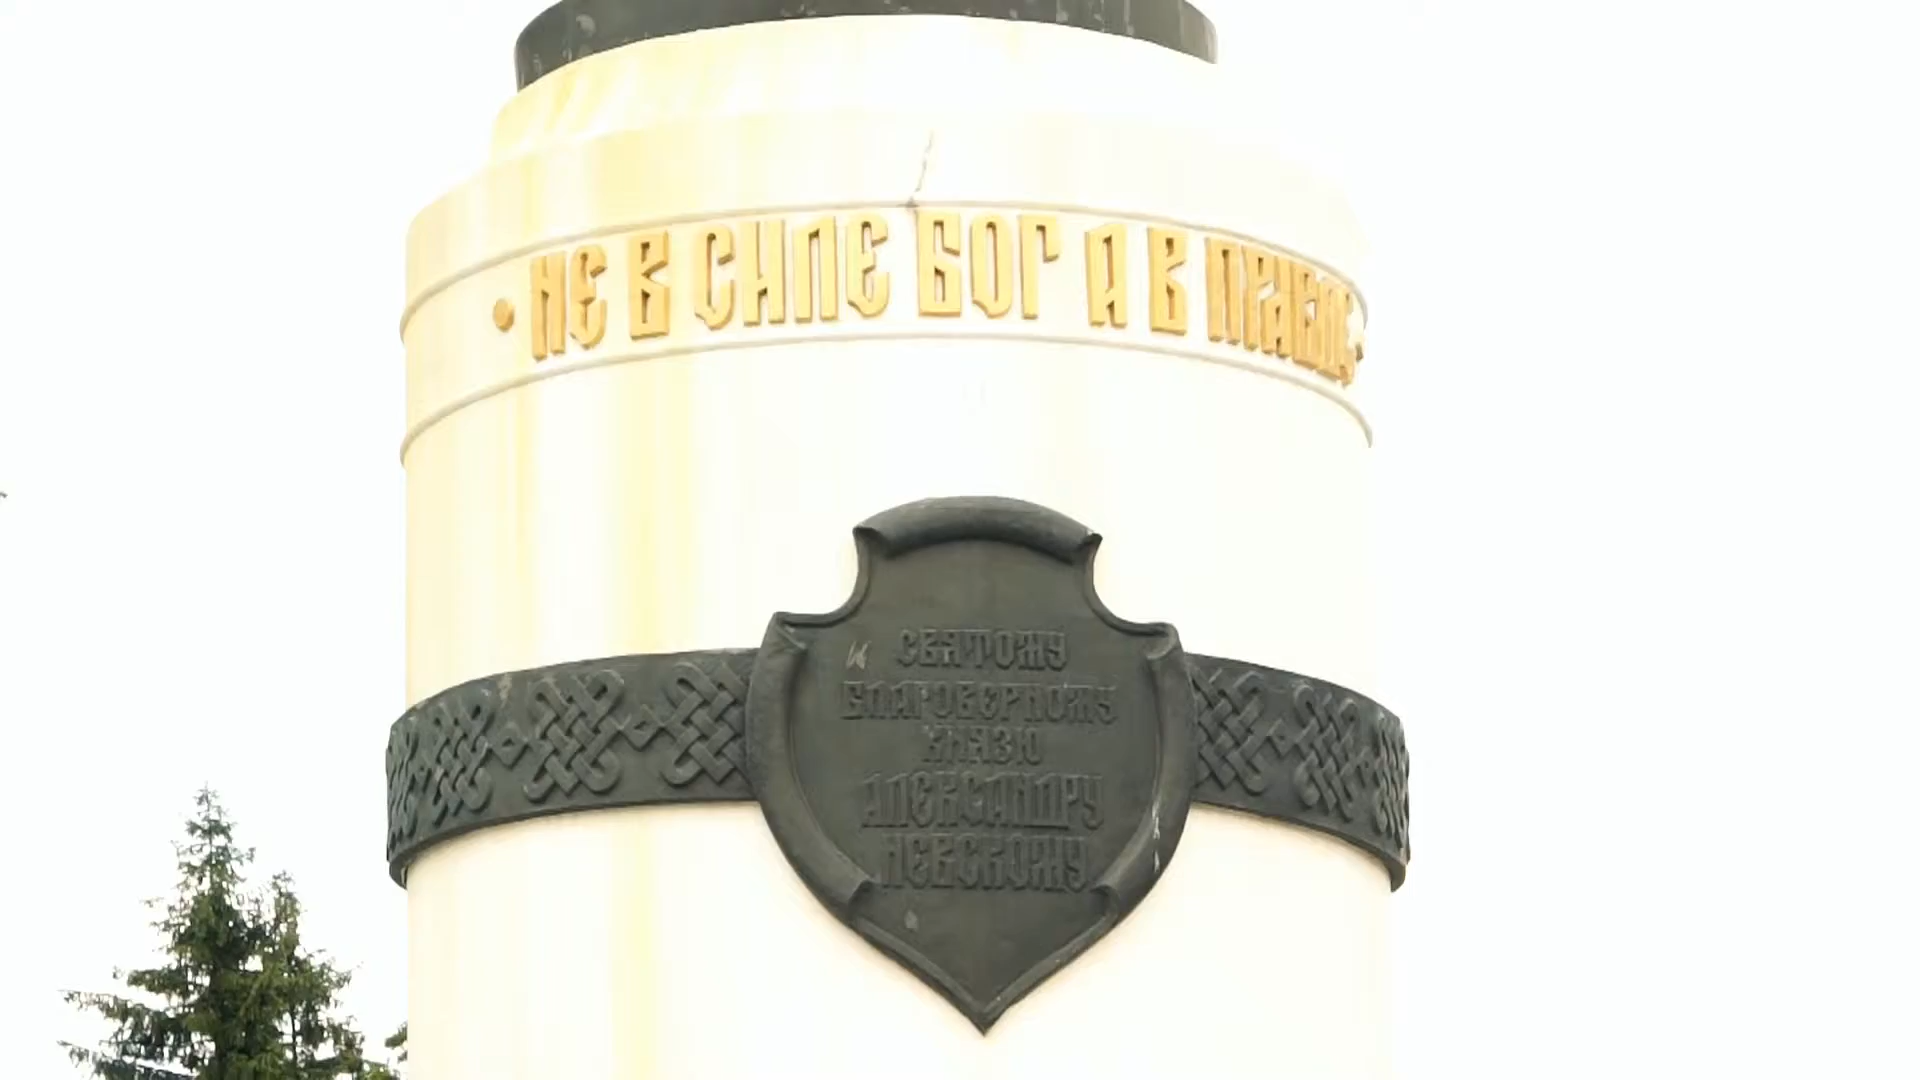 • НЕ В СИЛЕ БОГ А В ПРАВДЕ •
СВЯТОМУ
БЛАГОВЕРНОМУ
КНЯЗЮ
АЛЕКСАНДРУ
НЕВСКОМУ